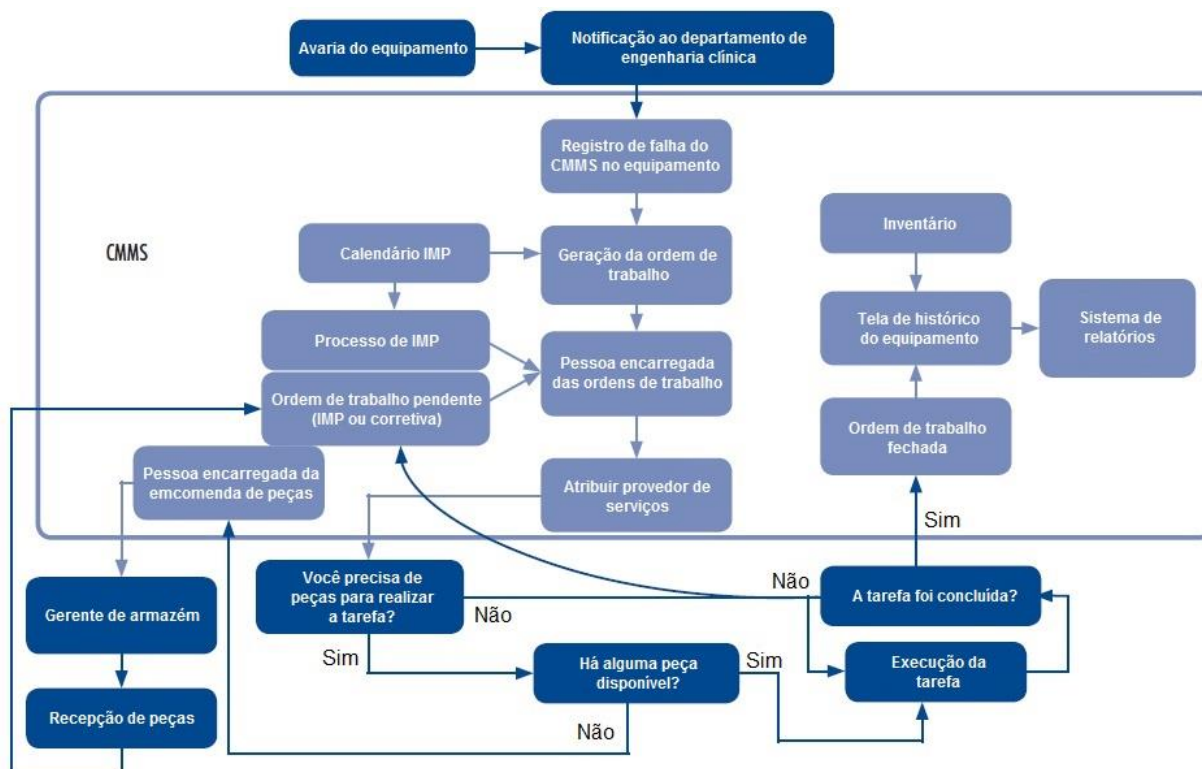 Avaria do equipamento
Notificação ao departamento de
engenharia clínica
Registro de falha do
CMMS no equipamento
CMMS
Calendário IMP
Geração da ordem de
trabalho
Inventário
Processo de IMP
Pessoa encarregada
das ordens de trabalho
Tela de histórico
do equipamento
Sistema de
relatórios
Ordem de trabalho pendente
(IMP ou corretiva)
Ordem de trabalho
fechada
Pessoa encarregada da
emcomenda de peças
Atribuir provedor de
serviços
Sim
Você precisa de
peças para realizar
a tarefa?
Não
Não
A tarefa foi concluída?
Gerente de armazém
Sim
Há alguma peça
disponível?
Sim
Execução da
tarefa
Recepção de peças
Não